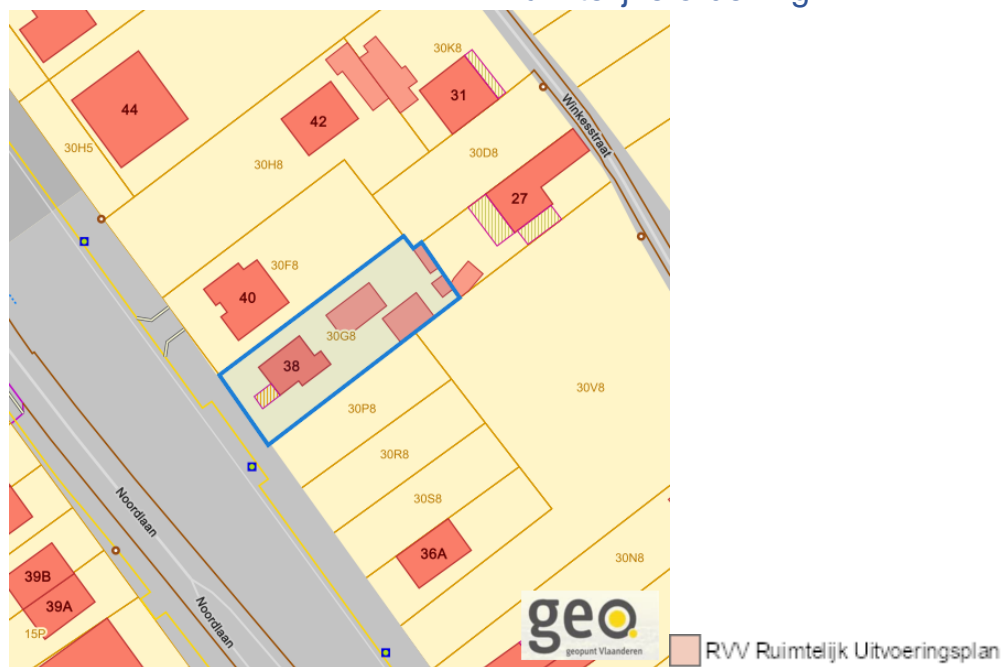 44
42
31
30K8
Winkesstraat
30H5
30H8
30D8
27
40
30F8
30G8
38
30P8
30V8
30R8
30S8
36A
30N8
Noordlaan
Noordlaan
39B
39A
15P
geo.
geopunt Vlaanderen
RVV Ruimtelijk Uitvoeringsplan